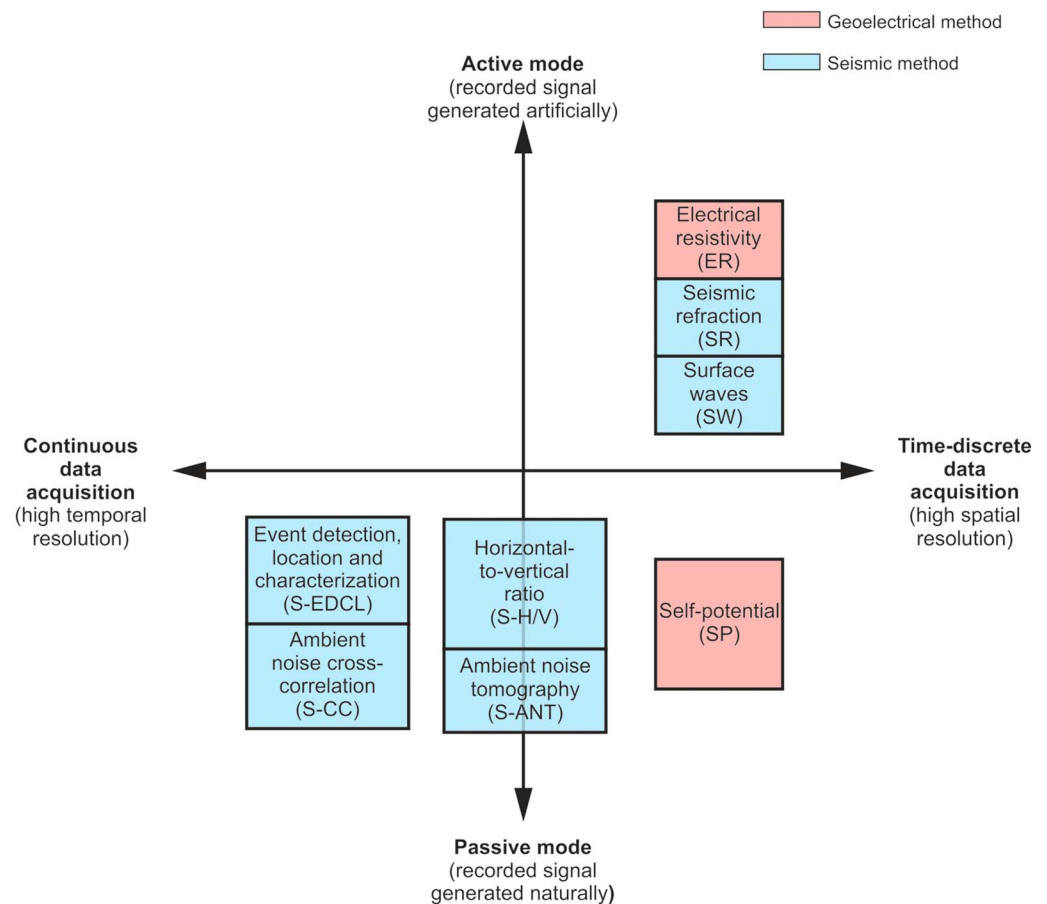 Geoelectrical method
Seismic method
Active mode
(recorded signal
generated artificially)
Electrical
resistivity
(ER)
Seismic
refraction
(SR)
Surface
waves
(SW)
Continuous
data
acquisition
(high temporal
resolution)
Time-discrete
data
acquisition
(high spatial
resolution)
Event detection,
location and
characterization
(S-EDCL)
Ambient
noise cross-
correlation
(S-CC)
Horizontal-
to-vertical
ratio
(S-H/V)
Ambient noise
tomography
(S-ANT)
Self-potential
(SP)
Passive mode
(recorded signal
generated naturally)